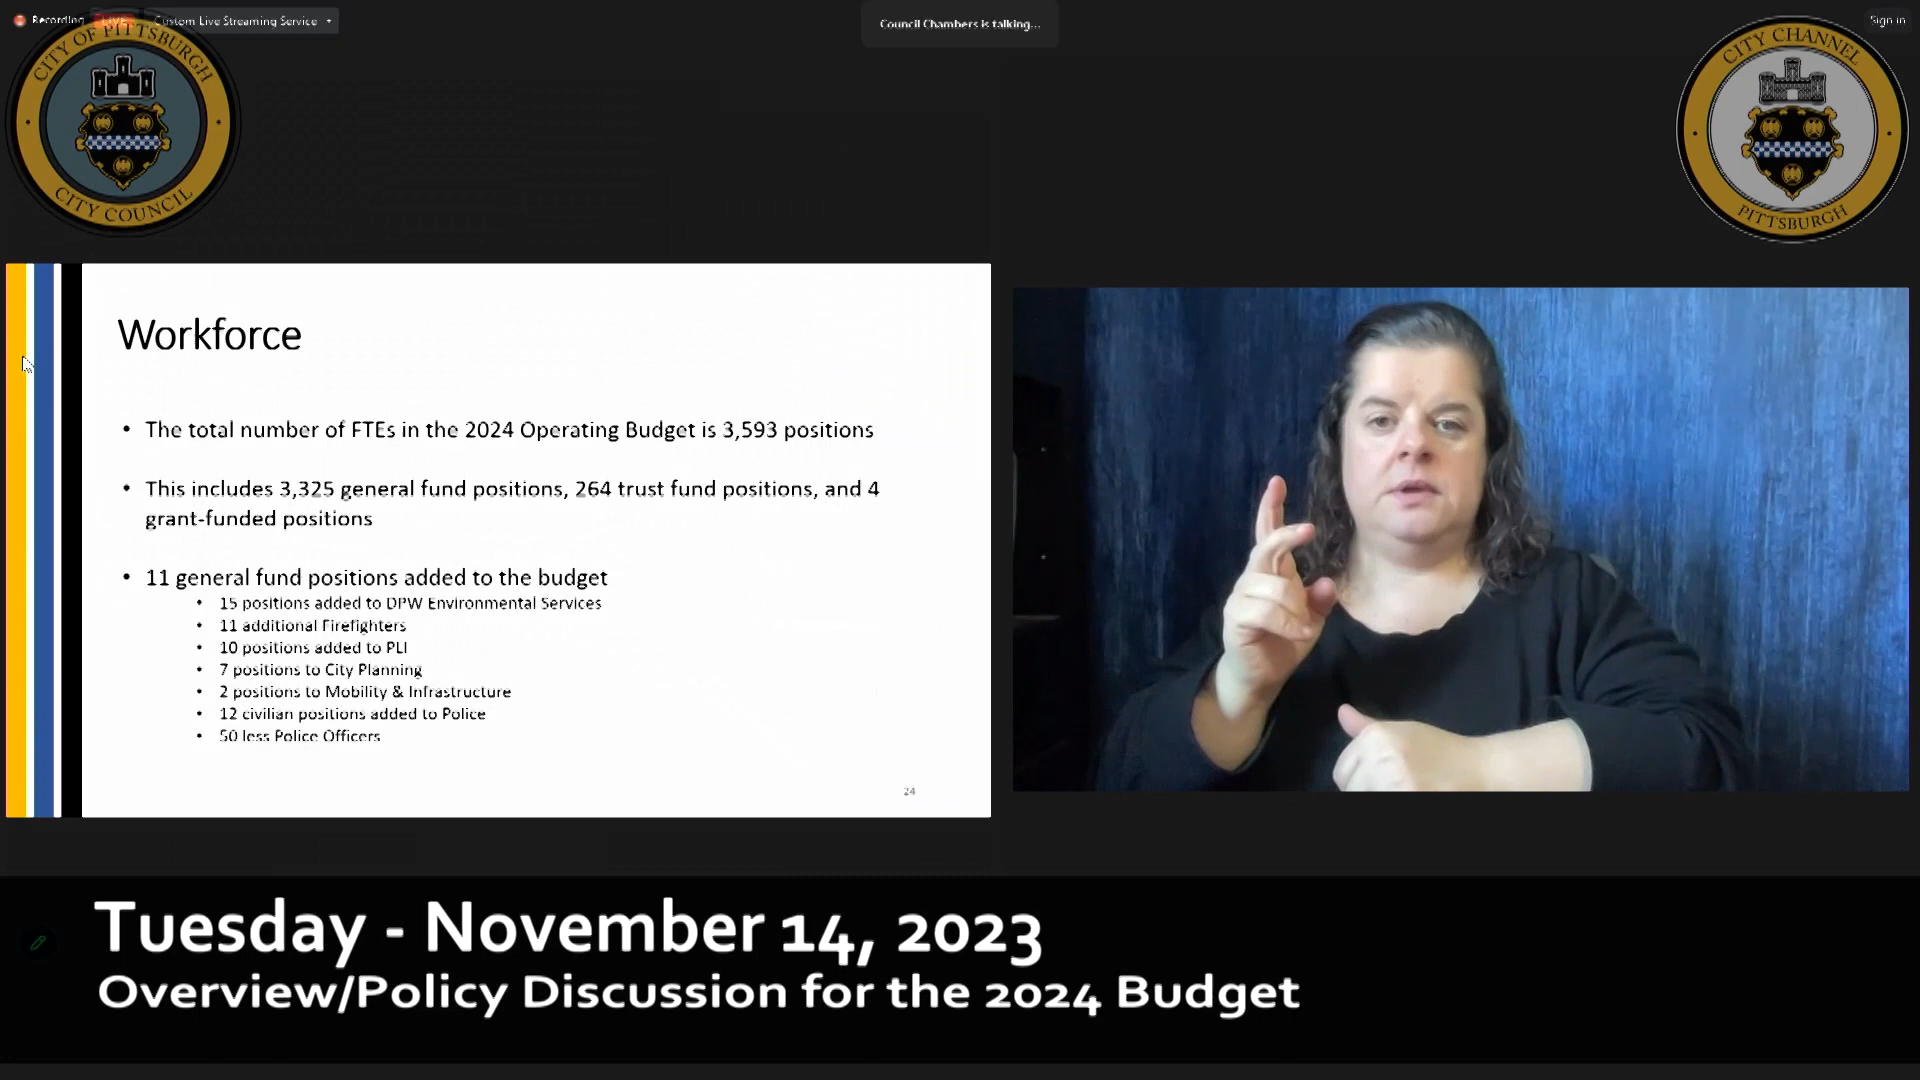 Recording
LIVE
Custom Live Streaming Service
Council Chambers is talking...
Sign in
CITY OF PITTSBURGH
CITY COUNCIL
CITY CHANNEL
PITTSBURGH
Workforce
• The total number of FTEs in the 2024 Operating Budget is 3,593 positions
• This includes 3,325 general fund positions, 264 trust fund positions, and 4
grant-funded positions
• 11 general fund positions added to the budget
• 15 positions added to DPW Environmental Services
• 11 additional Firefighters
• 10 positions added to PLI
• 7 positions to City Planning
• 2 positions to Mobility & Infrastructure
• 12 civilian positions added to Police
• 50 less Police Officers
24
Tuesday - November 14, 2023
Overview/Policy Discussion for the 2024 Budget